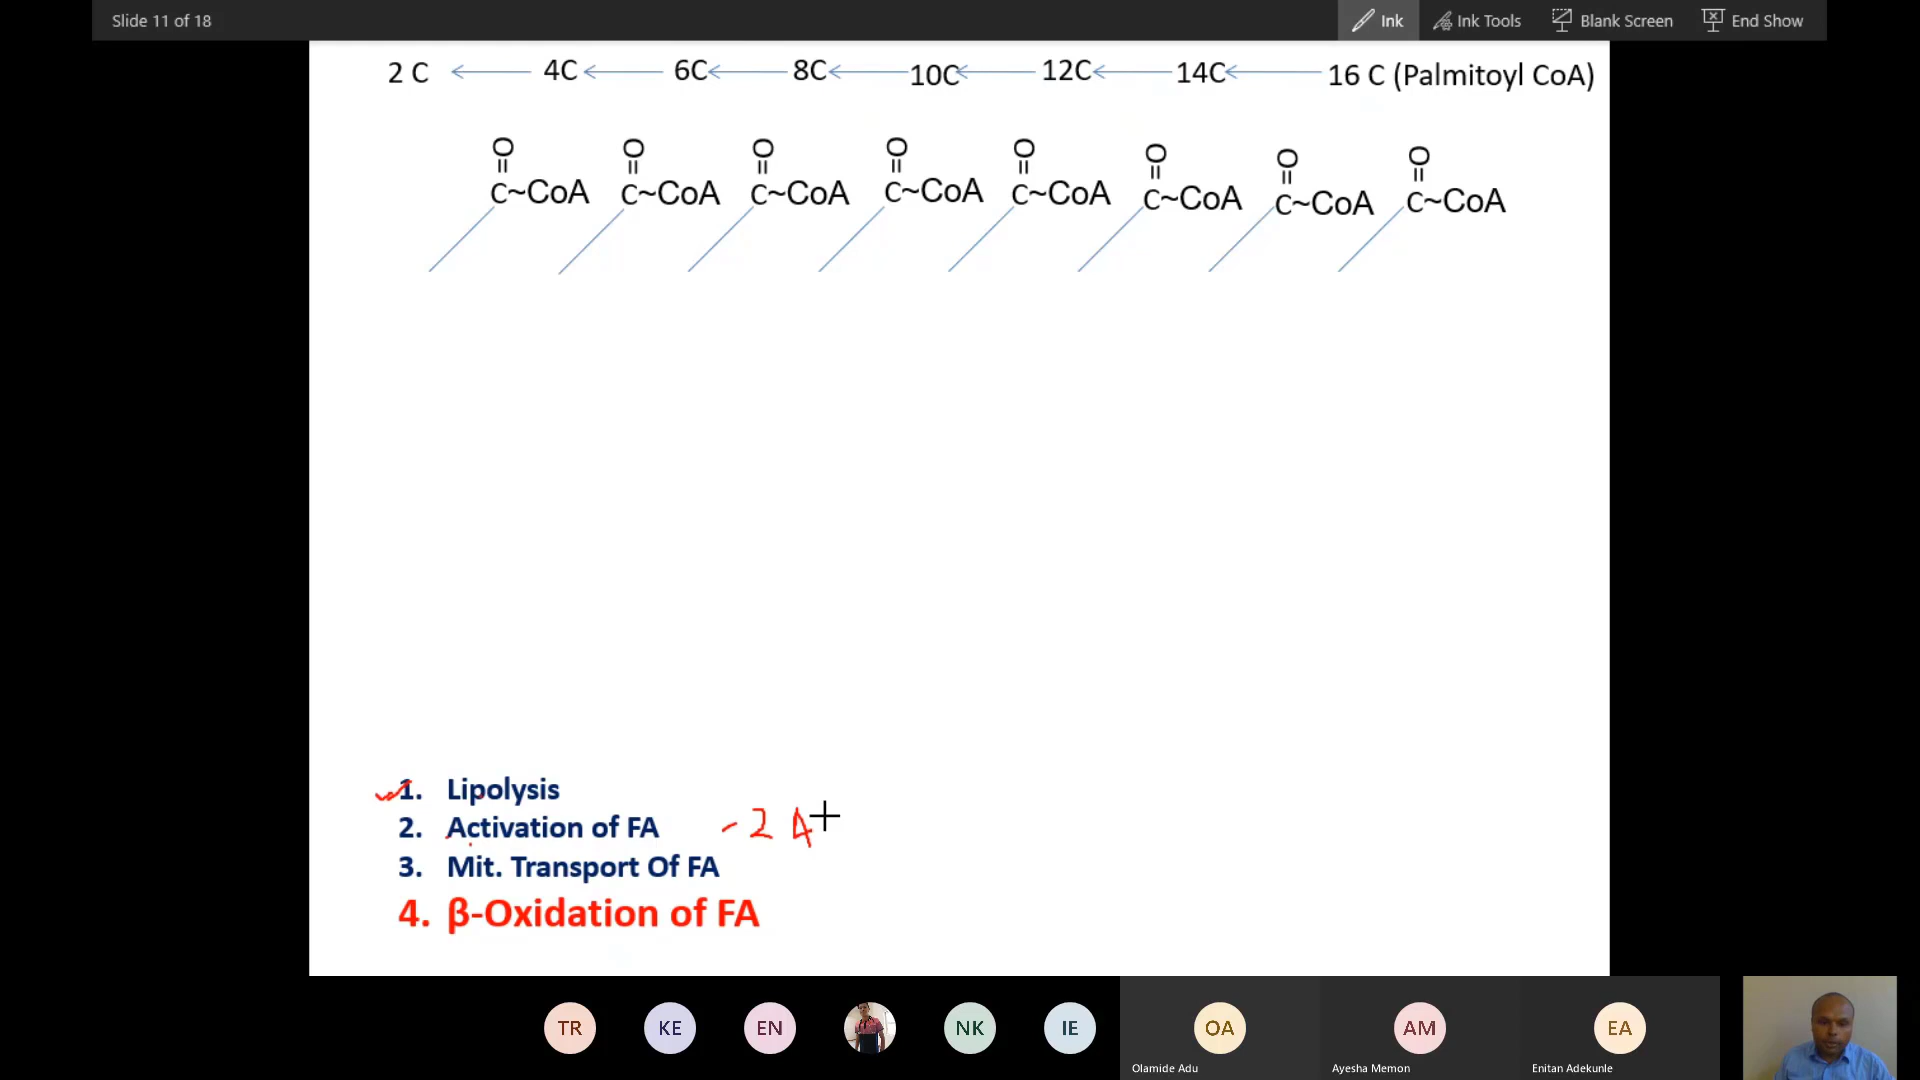 Slide 11 of 18 Ink Ink Tools Blank Screen End Show
2 C 4C 6C 8C 10C 12C 14C 16 C (Palmitoyl CoA)
O O O O O O O O
C~CoA C~CoA C~CoA C~CoA C~CoA C~CoA C~CoA C~CoA
1. Lipolysis
2. Activation of FA - 2 A
3. Mit. Transport Of FA
4. β-Oxidation of FA
TR KE EN NK IE OA AM EA
Olamide Adu Ayesha Memon Enitan Adekunle